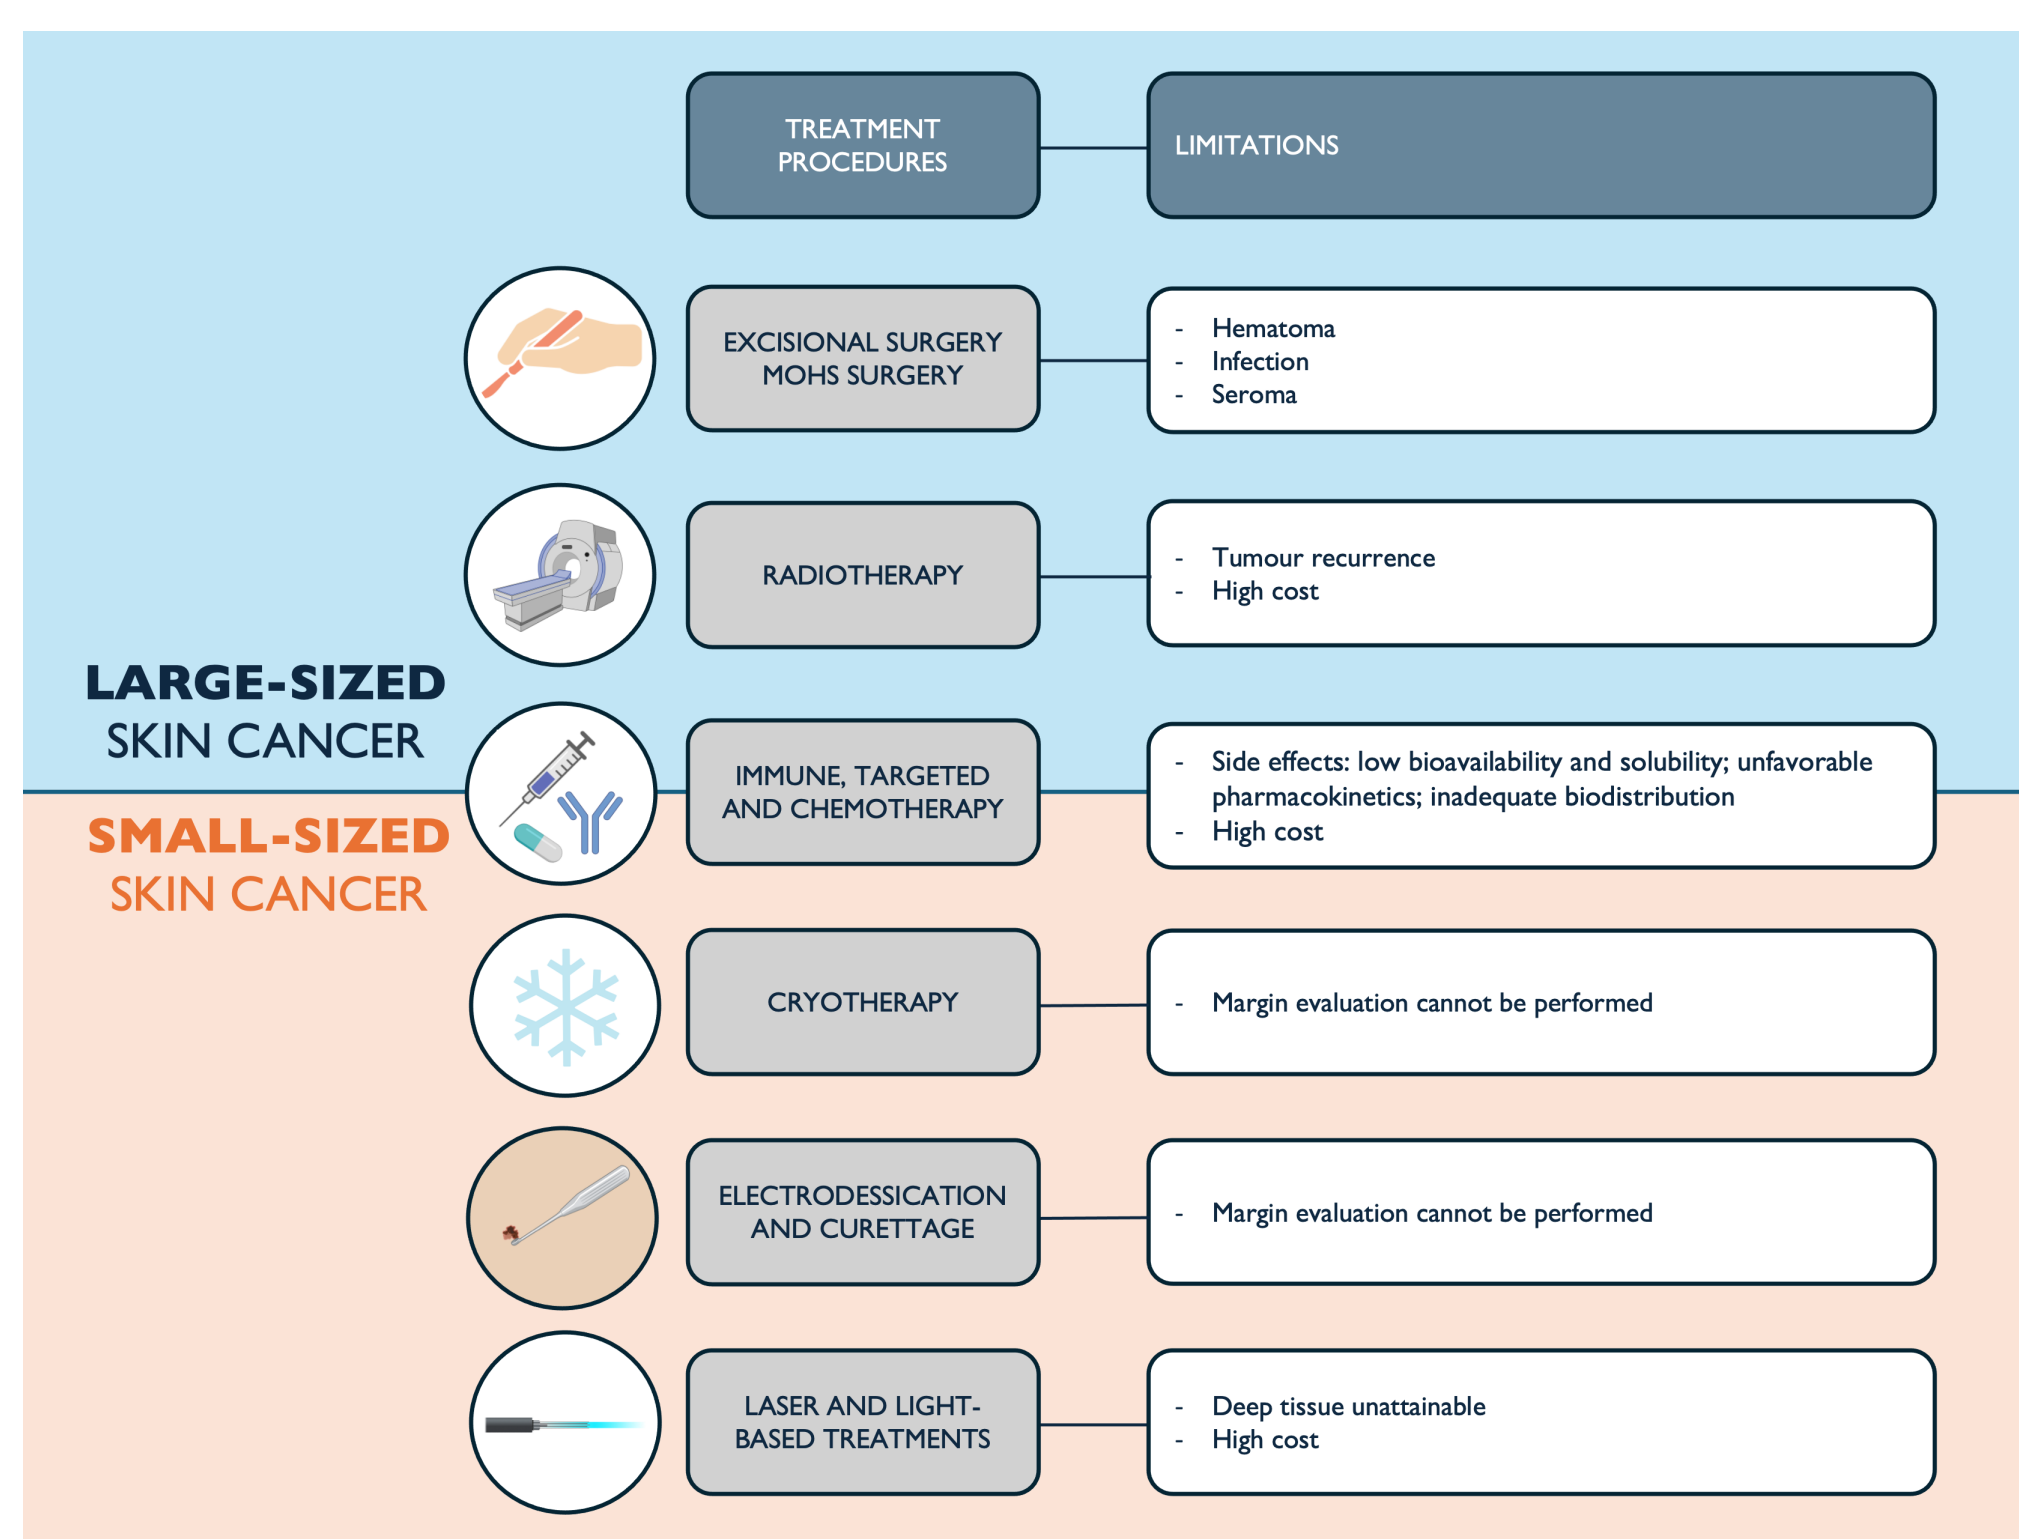 TREATMENT
PROCEDURES
LIMITATIONS
EXCISIONAL SURGERY
MOHS SURGERY
- Hematoma
- Infection
- Seroma
RADIOTHERAPY
- Tumour recurrence
- High cost
LARGE-SIZED
SKIN CANCER
SMALL-SIZED
SKIN CANCER
IMMUNE, TARGETED
AND CHEMOTHERAPY
- Side effects: low bioavailability and solubility; unfavorable
pharmacokinetics; inadequate biodistribution
- High cost
CRYOTHERAPY
- Margin evaluation cannot be performed
ELECTRODESSICATION
AND CURETTAGE
- Margin evaluation cannot be performed
LASER AND LIGHT-
BASED TREATMENTS
- Deep tissue unattainable
- High cost